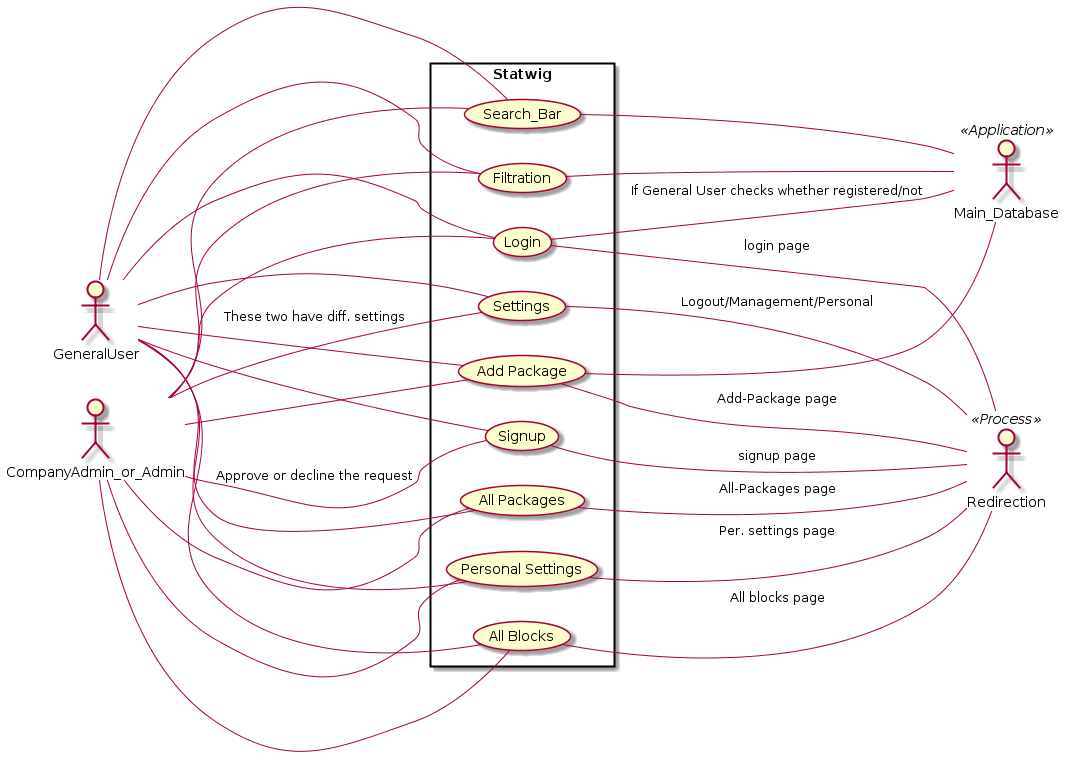 Statwig
Search_Bar
«Application»
Filtration
If General User checks whether registered/not
Main_Database
Login
login page
Settings
Logout/Management/Personal
These two have diff. settings
GeneralUser
Add Package
Add-Package page
«Process»
Signup
signup page
CompanyAdmin_or_Admin
Approve or decline the request
All-Packages page
All Packages
Redirection
Per. settings page
Personal Settings
All blocks page
All Blocks